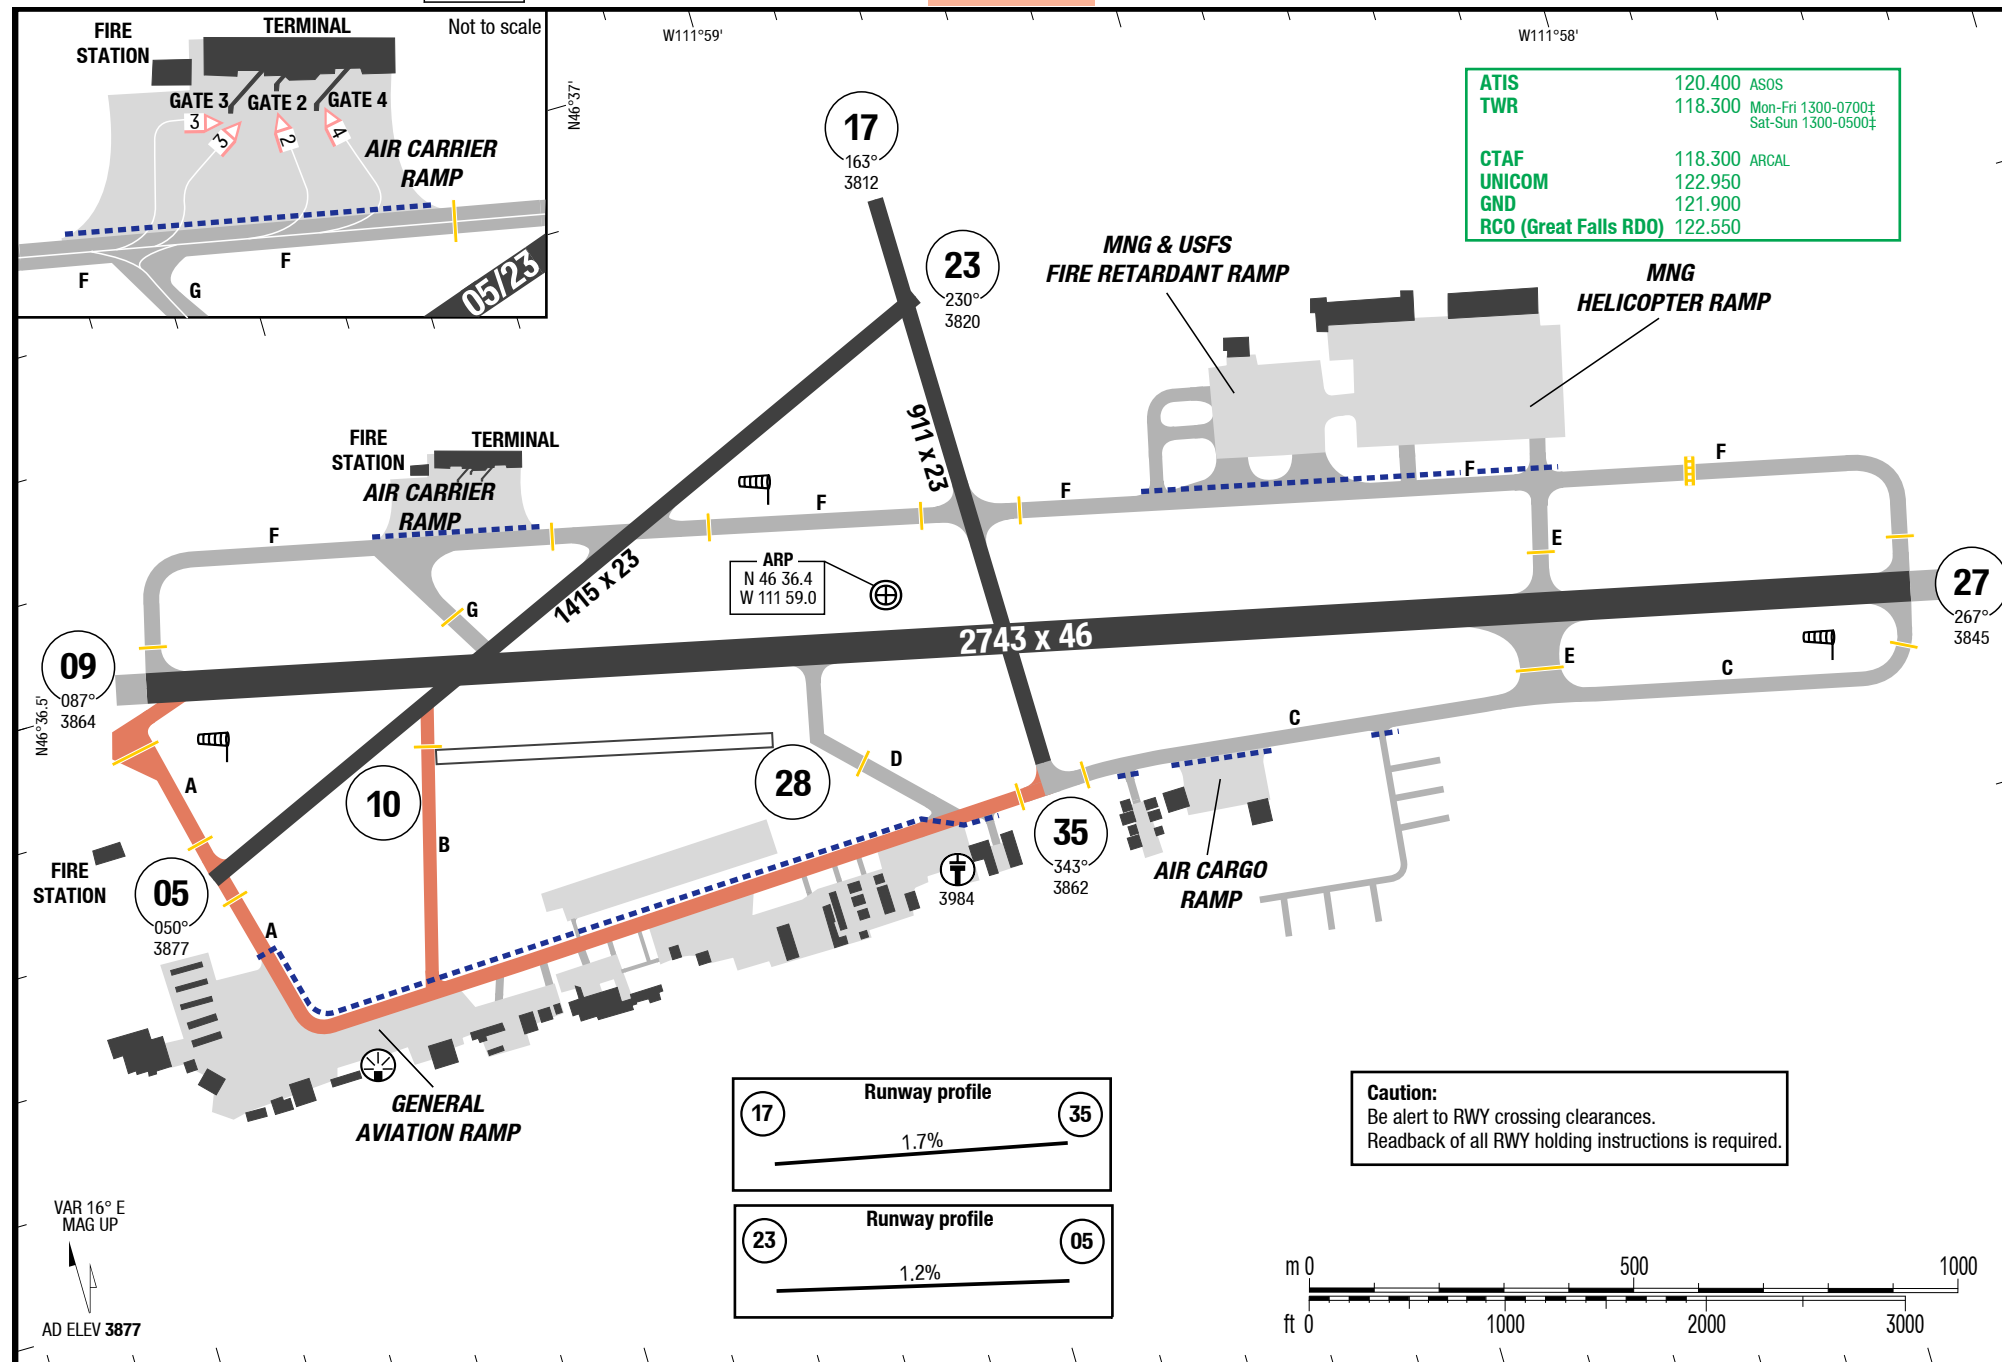 FIRE
STATION
TERMINAL
Not to scale
GATE 3
GATE 2
GATE 4
3
3
2
4
AIR CARRIER
RAMP
F
F
G
05/23
W111°59'
W111°58'
N46°37'
ATIS 120.400 ASOS
TWR 118.300 Mon-Fri 1300-0700‡
Sat-Sun 1300-0500‡
CTAF 118.300 ARCAL
UNICOM 122.950
GND 121.900
RCO (Great Falls RDO) 122.550
17
163°
3812
23
230°
3820
MNG & USFS
FIRE RETARDANT RAMP
MNG
HELICOPTER RAMP
911 x 23
FIRE
STATION
TERMINAL
AIR CARRIER
RAMP
F
F
F
F
F
1415 x 23
ARP
N 46 36.4
W 111 59.0
E
G
27
267°
3845
2743 x 46
09
087°
3864
N46°36.5'
E
C
C
A
D
10
28
B
35
343°
3862
FIRE
STATION
05
050°
3877
A
3984
AIR CARGO
RAMP
GENERAL
AVIATION RAMP
Runway profile
17
35
1.7%
Runway profile
23
05
1.2%
Caution:
Be alert to RWY crossing clearances.
Readback of all RWY holding instructions is required.
VAR 16° E
MAG UP
AD ELEV 3877
m 0 500 1000
ft 0 1000 2000 3000